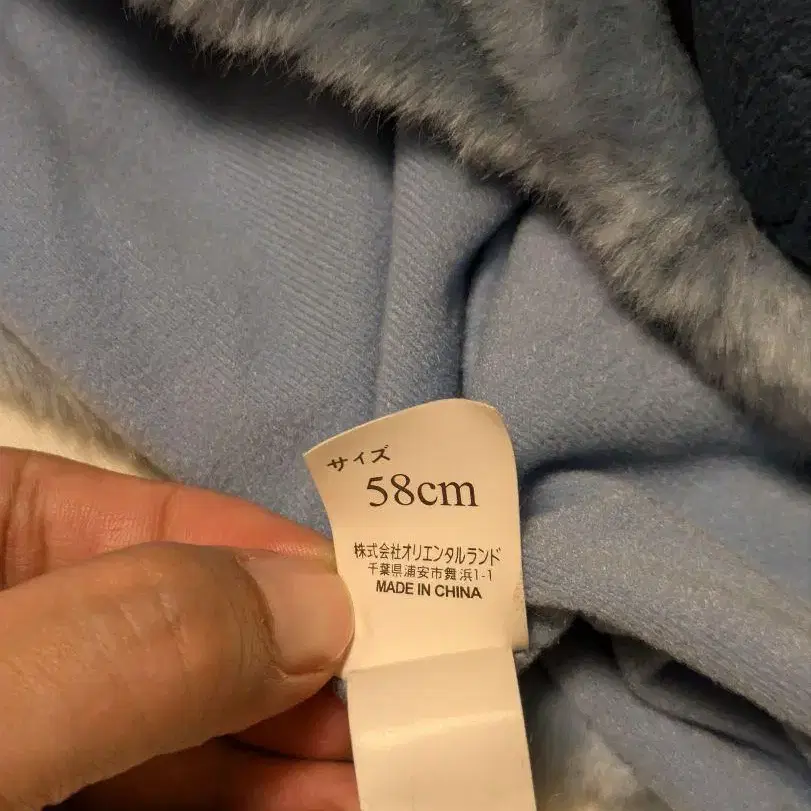 サイズ
58cm
株式会社オリエンタルランド
千葉県浦安市舞浜1-1
MADE IN CHINA